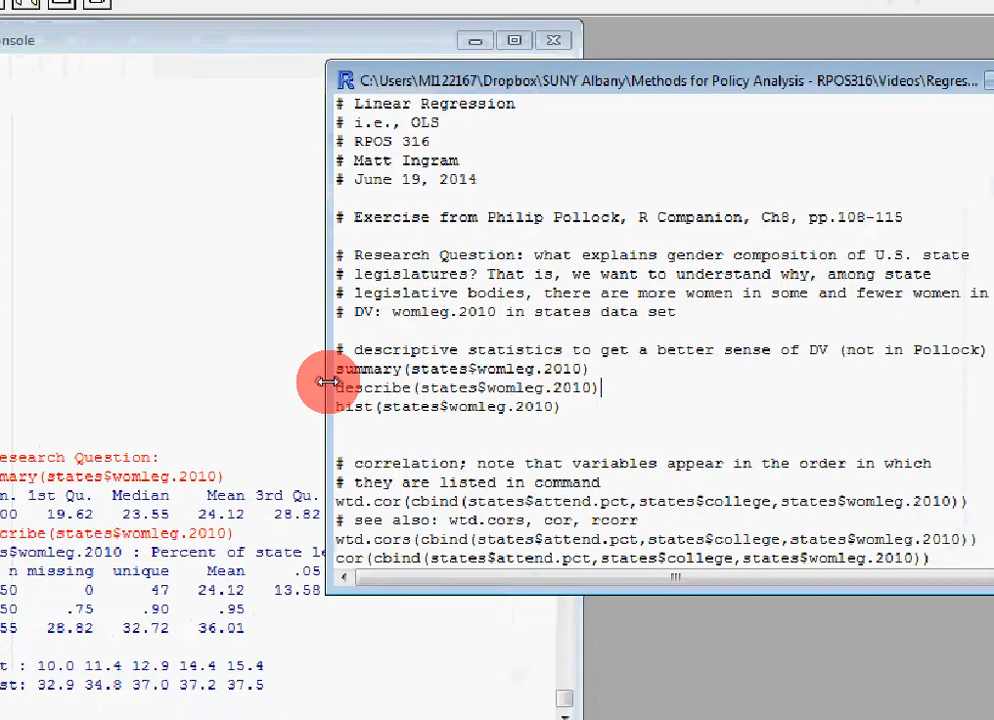 onsole
C:\Users\MI122167\Dropbox\SUNY Albany\Methods for Policy Analysis - RPOS316\Videos\Regres...
# Linear Regression
# i.e., OLS
# RPOS 316
# Matt Ingram
# June 19, 2014
# Exercise from Philip Pollock, R Companion, Ch8, pp.108-115
# Research Question: what explains gender composition of U.S. state
# legislatures? That is, we want to understand why, among state
# legislative bodies, there are more women in some and fewer women in
# DV: womleg.2010 in states data set
# descriptive statistics to get a better sense of DV (not in Pollock)
summary(states$womleg.2010)
describe(states$womleg.2010)
hist(states$womleg.2010)
# correlation; note that variables appear in the order in which
# they are listed in command
wtd.cor(cbind(states$attend.pct,states$college,states$womleg.2010))
# see also: wtd.cors, cor, rcorr
wtd.cors(cbind(states$attend.pct,states$college,states$womleg.2010))
cor(cbind(states$attend.pct,states$college,states$womleg.2010))
esearch Question:
mary(states$womleg.2010)
n. 1st Qu. Median Mean 3rd Qu.
00 19.62 23.55 24.12 28.82
cribe(states$womleg.2010)
s$womleg.2010 : Percent of state le
n missing unique Mean .05
50 0 47 24.12 13.58
50 .75 .90 .95
55 28.82 32.72 36.01
t : 10.0 11.4 12.9 14.4 15.4
st: 32.9 34.8 37.0 37.2 37.5